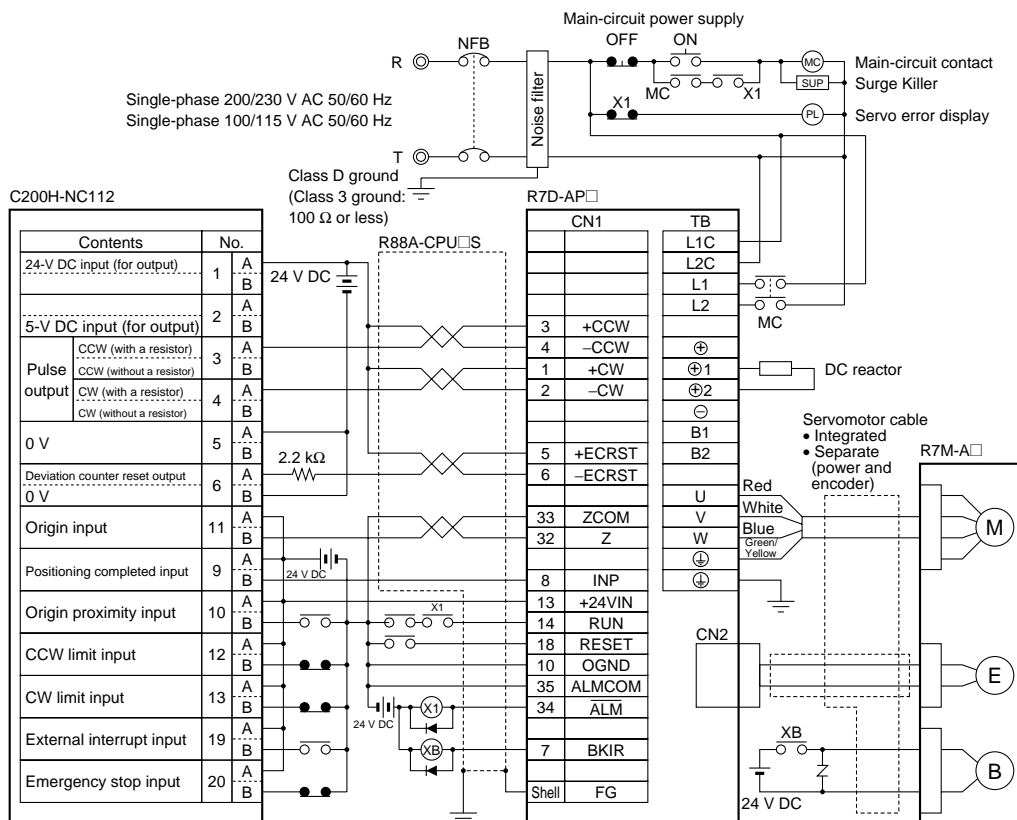 Main-circuit power supply
NFB
OFF
ON
R
MC
Main-circuit contact
SUP
Surge Killer
MC
X1
Single-phase 200/230 V AC 50/60 Hz
Single-phase 100/115 V AC 50/60 Hz
Noise filter
X1
PL
Servo error display
T
Class D ground
(Class 3 ground:
100 Ω or less)
C200H-NC112
R7D-AP□
CN1
TB
Contents
No.
R88A-CPU□S
L1C
24-V DC input (for output)
1
A
B
24 V DC
L2C
L1
L2
MC
2
A
B
5-V DC input (for output)
3
+CCW
Pulse
output
CCW (with a resistor)
CCW (without a resistor)
3
A
B
4
−CCW
⊕
1
+CW
⊕1
DC reactor
CW (with a resistor)
CW (without a resistor)
4
A
B
2
−CW
⊕2
⊖
Servomotor cable
• Integrated
• Separate
(power and
encoder)
R7M-A□
0 V
5
A
B
B1
2.2 kΩ
5
+ECRST
B2
Deviation counter reset output
0 V
6
A
B
6
−ECRST
U
Red
White
Blue
Green/
Yellow
M
Origin input
11
A
B
33
ZCOM
V
32
Z
W
Positioning completed input
9
A
B
24 V DC
8
INP
Origin proximity input
10
A
B
X1
13
+24VIN
14
RUN
CCW limit input
12
A
B
18
RESET
10
OGND
CN2
E
CW limit input
13
A
B
24 V DC
X1
35
ALMCOM
34
ALM
External interrupt input
19
A
B
XB
7
BKIR
XB
B
Emergency stop input
20
A
B
Shell
FG
24 V DC